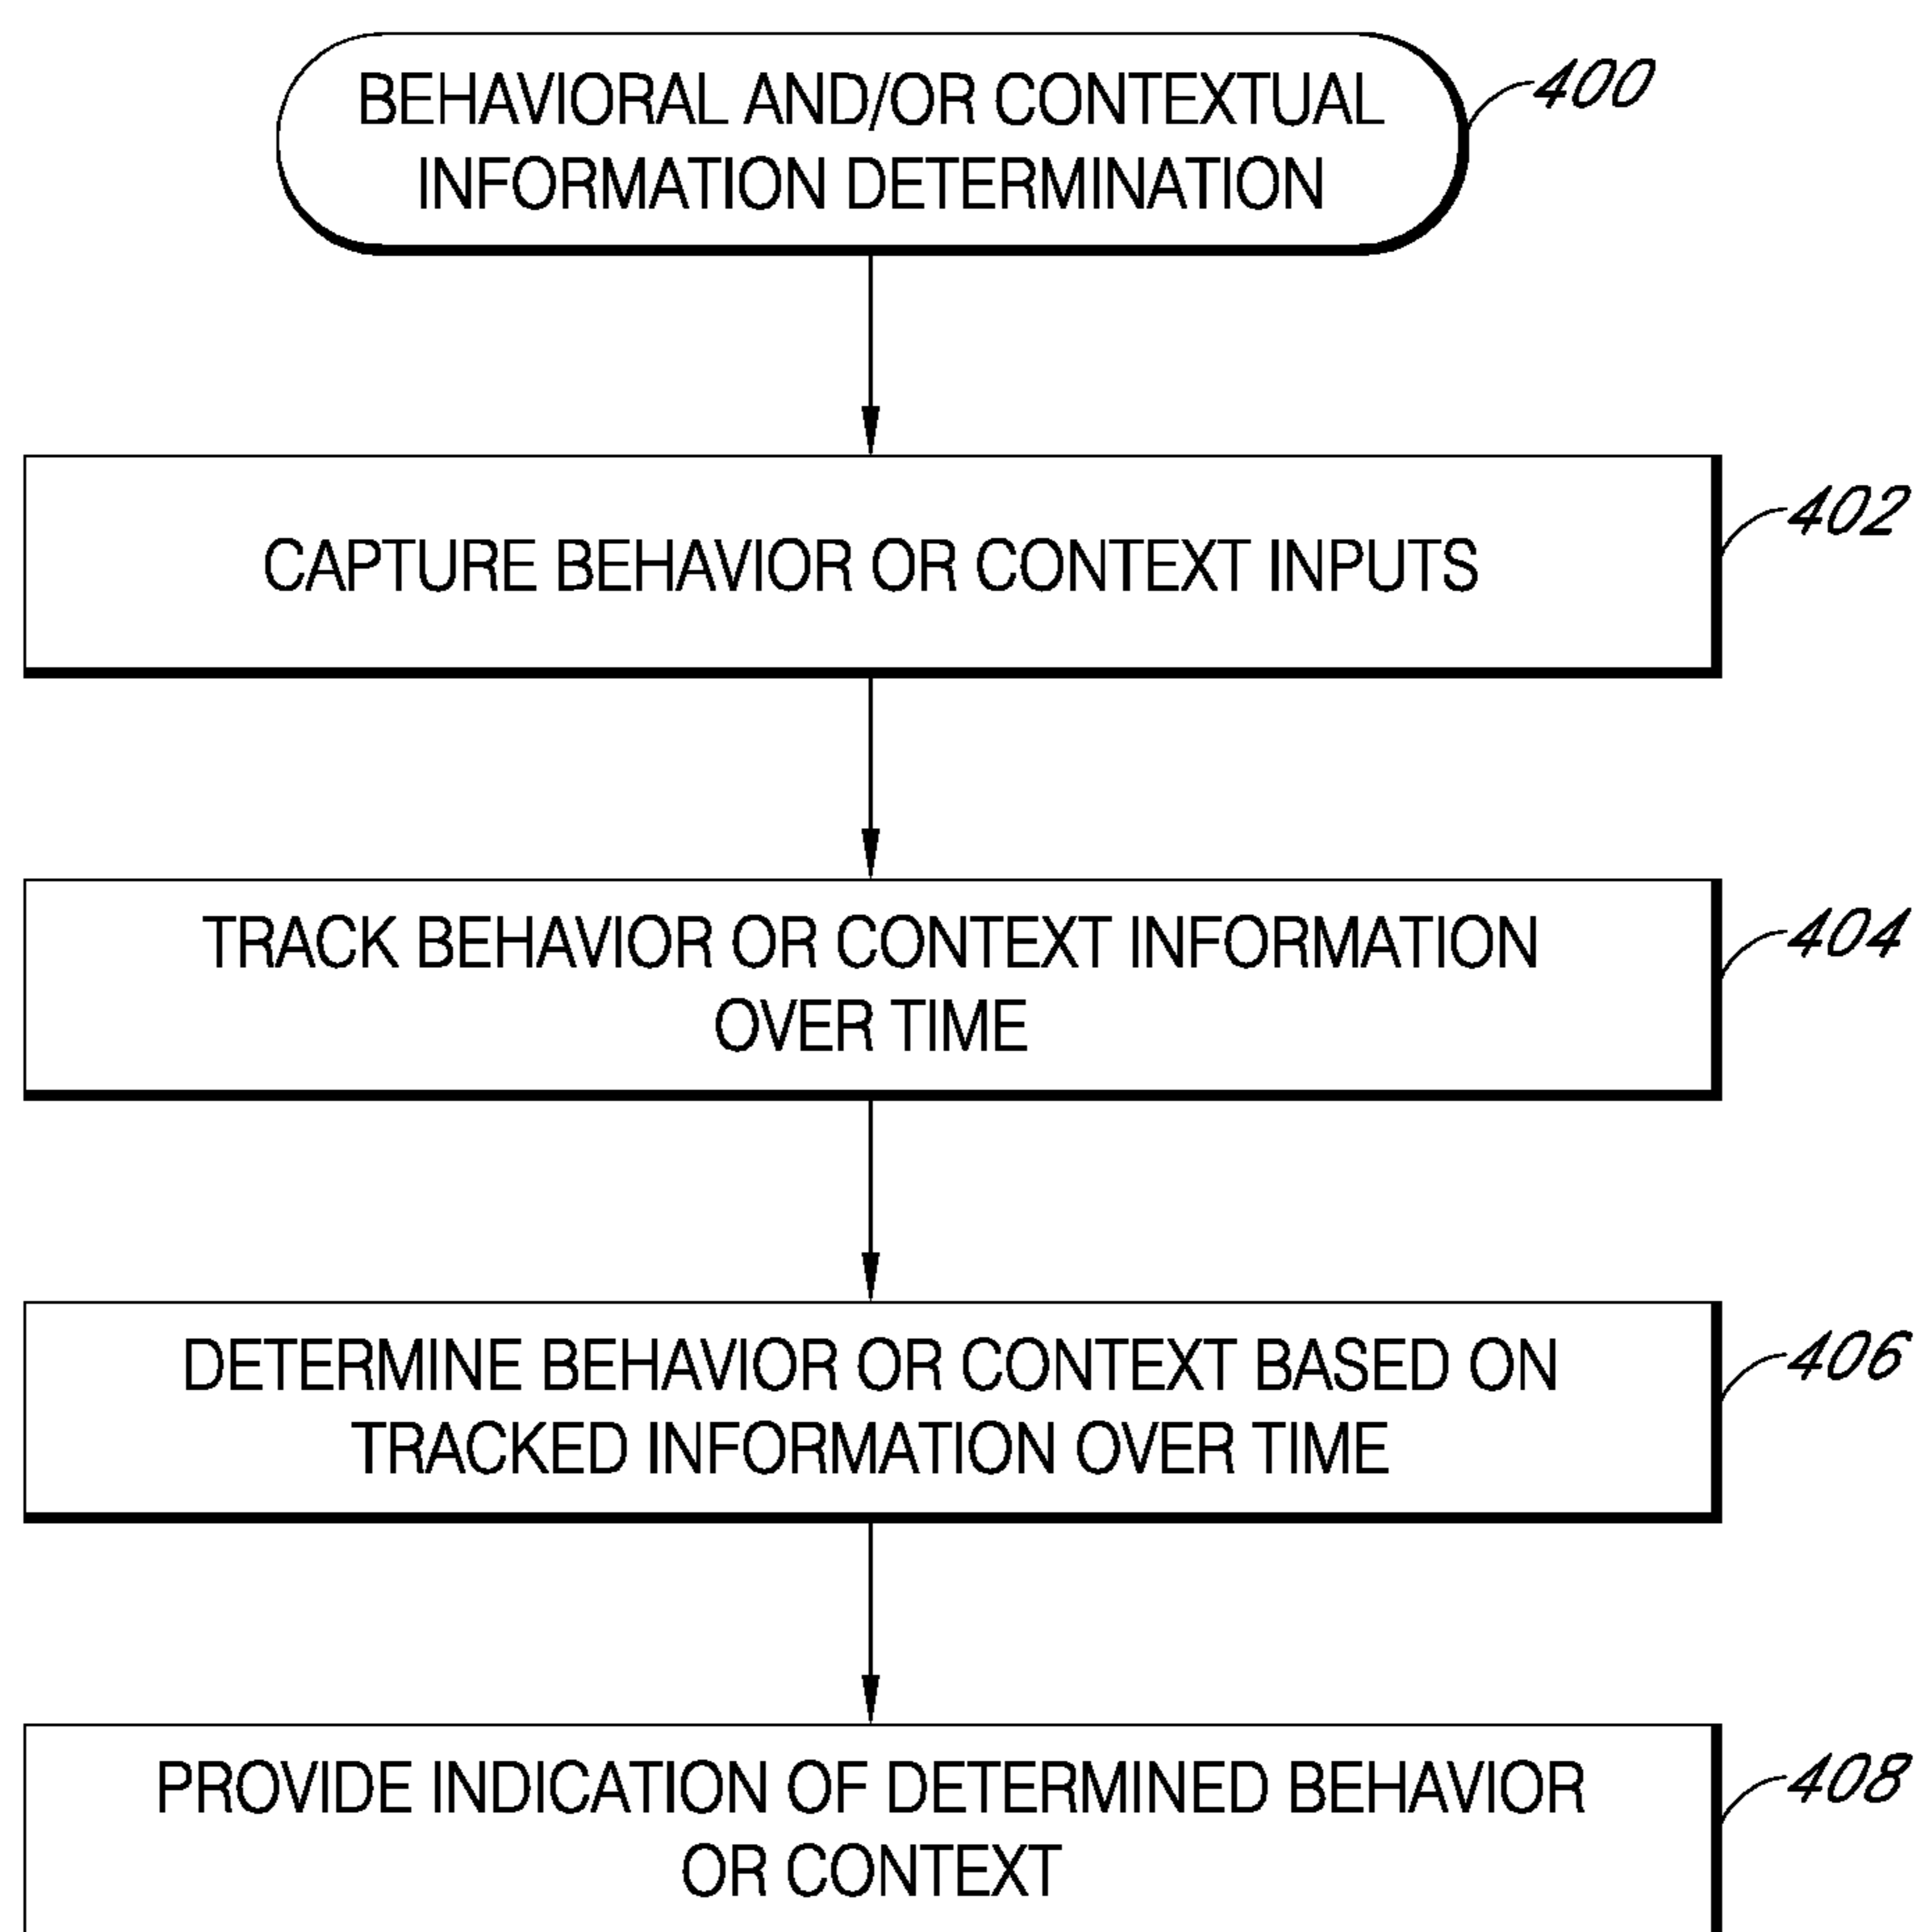 BEHAVIORAL AND/OR CONTEXTUAL
INFORMATION DETERMINATION
400
CAPTURE BEHAVIOR OR CONTEXT INPUTS
402
TRACK BEHAVIOR OR CONTEXT INFORMATION
OVER TIME
404
DETERMINE BEHAVIOR OR CONTEXT BASED ON
TRACKED INFORMATION OVER TIME
406
PROVIDE INDICATION OF DETERMINED BEHAVIOR
OR CONTEXT
408